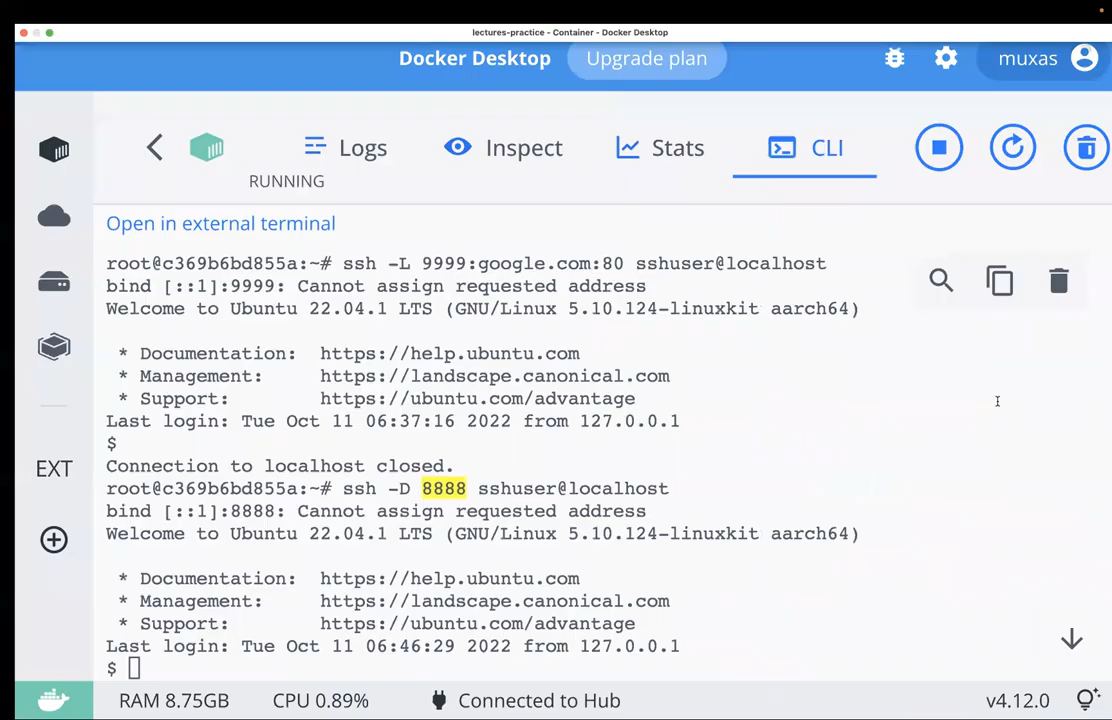 lectures-practice - Container - Docker Desktop
Docker Desktop
Upgrade plan
muxas
Logs
Inspect
Stats
CLI
RUNNING
Open in external terminal
root@c369b6bd855a:~# ssh -L 9999:google.com:80 sshuser@localhost
bind [::1]:9999: Cannot assign requested address
Welcome to Ubuntu 22.04.1 LTS (GNU/Linux 5.10.124-linuxkit aarch64)
* Documentation:  https://help.ubuntu.com
* Management:     https://landscape.canonical.com
* Support:        https://ubuntu.com/advantage
Last login: Tue Oct 11 06:37:16 2022 from 127.0.0.1
$
Connection to localhost closed.
root@c369b6bd855a:~# ssh -D 8888 sshuser@localhost
bind [::1]:8888: Cannot assign requested address
Welcome to Ubuntu 22.04.1 LTS (GNU/Linux 5.10.124-linuxkit aarch64)
* Documentation:  https://help.ubuntu.com
* Management:     https://landscape.canonical.com
* Support:        https://ubuntu.com/advantage
Last login: Tue Oct 11 06:46:29 2022 from 127.0.0.1
$
EXT
RAM 8.75GB
CPU 0.89%
Connected to Hub
v4.12.0